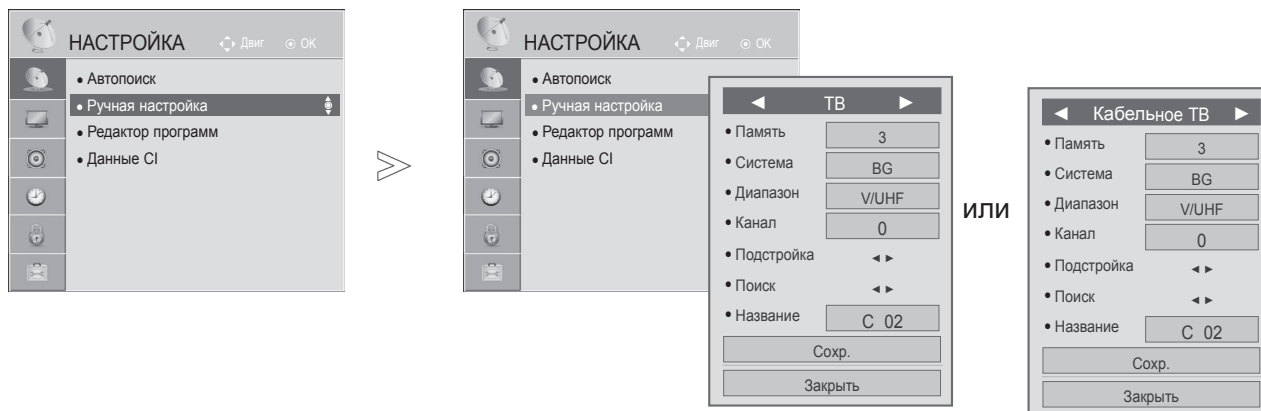 НАСТРОЙКА Двиг ОК
• Автопоиск
• Ручная настройка
• Редактор программ
• Данные CI
НАСТРОЙКА Двиг ОК
• Автопоиск
• Ручная настройка
• Редактор программ
• Данные CI
◄ ТВ ►
• Память 3
• Система BG
• Диапазон V/UHF
• Канал 0
• Подстройка ◄ ►
• Поиск ◄ ►
• Название C 02
Сохр.
Закрыть
или
◄ Кабельное ТВ ►
• Память 3
• Система BG
• Диапазон V/UHF
• Канал 0
• Подстройка ◄ ►
• Поиск ◄ ►
• Название C 02
Сохр.
Закрыть